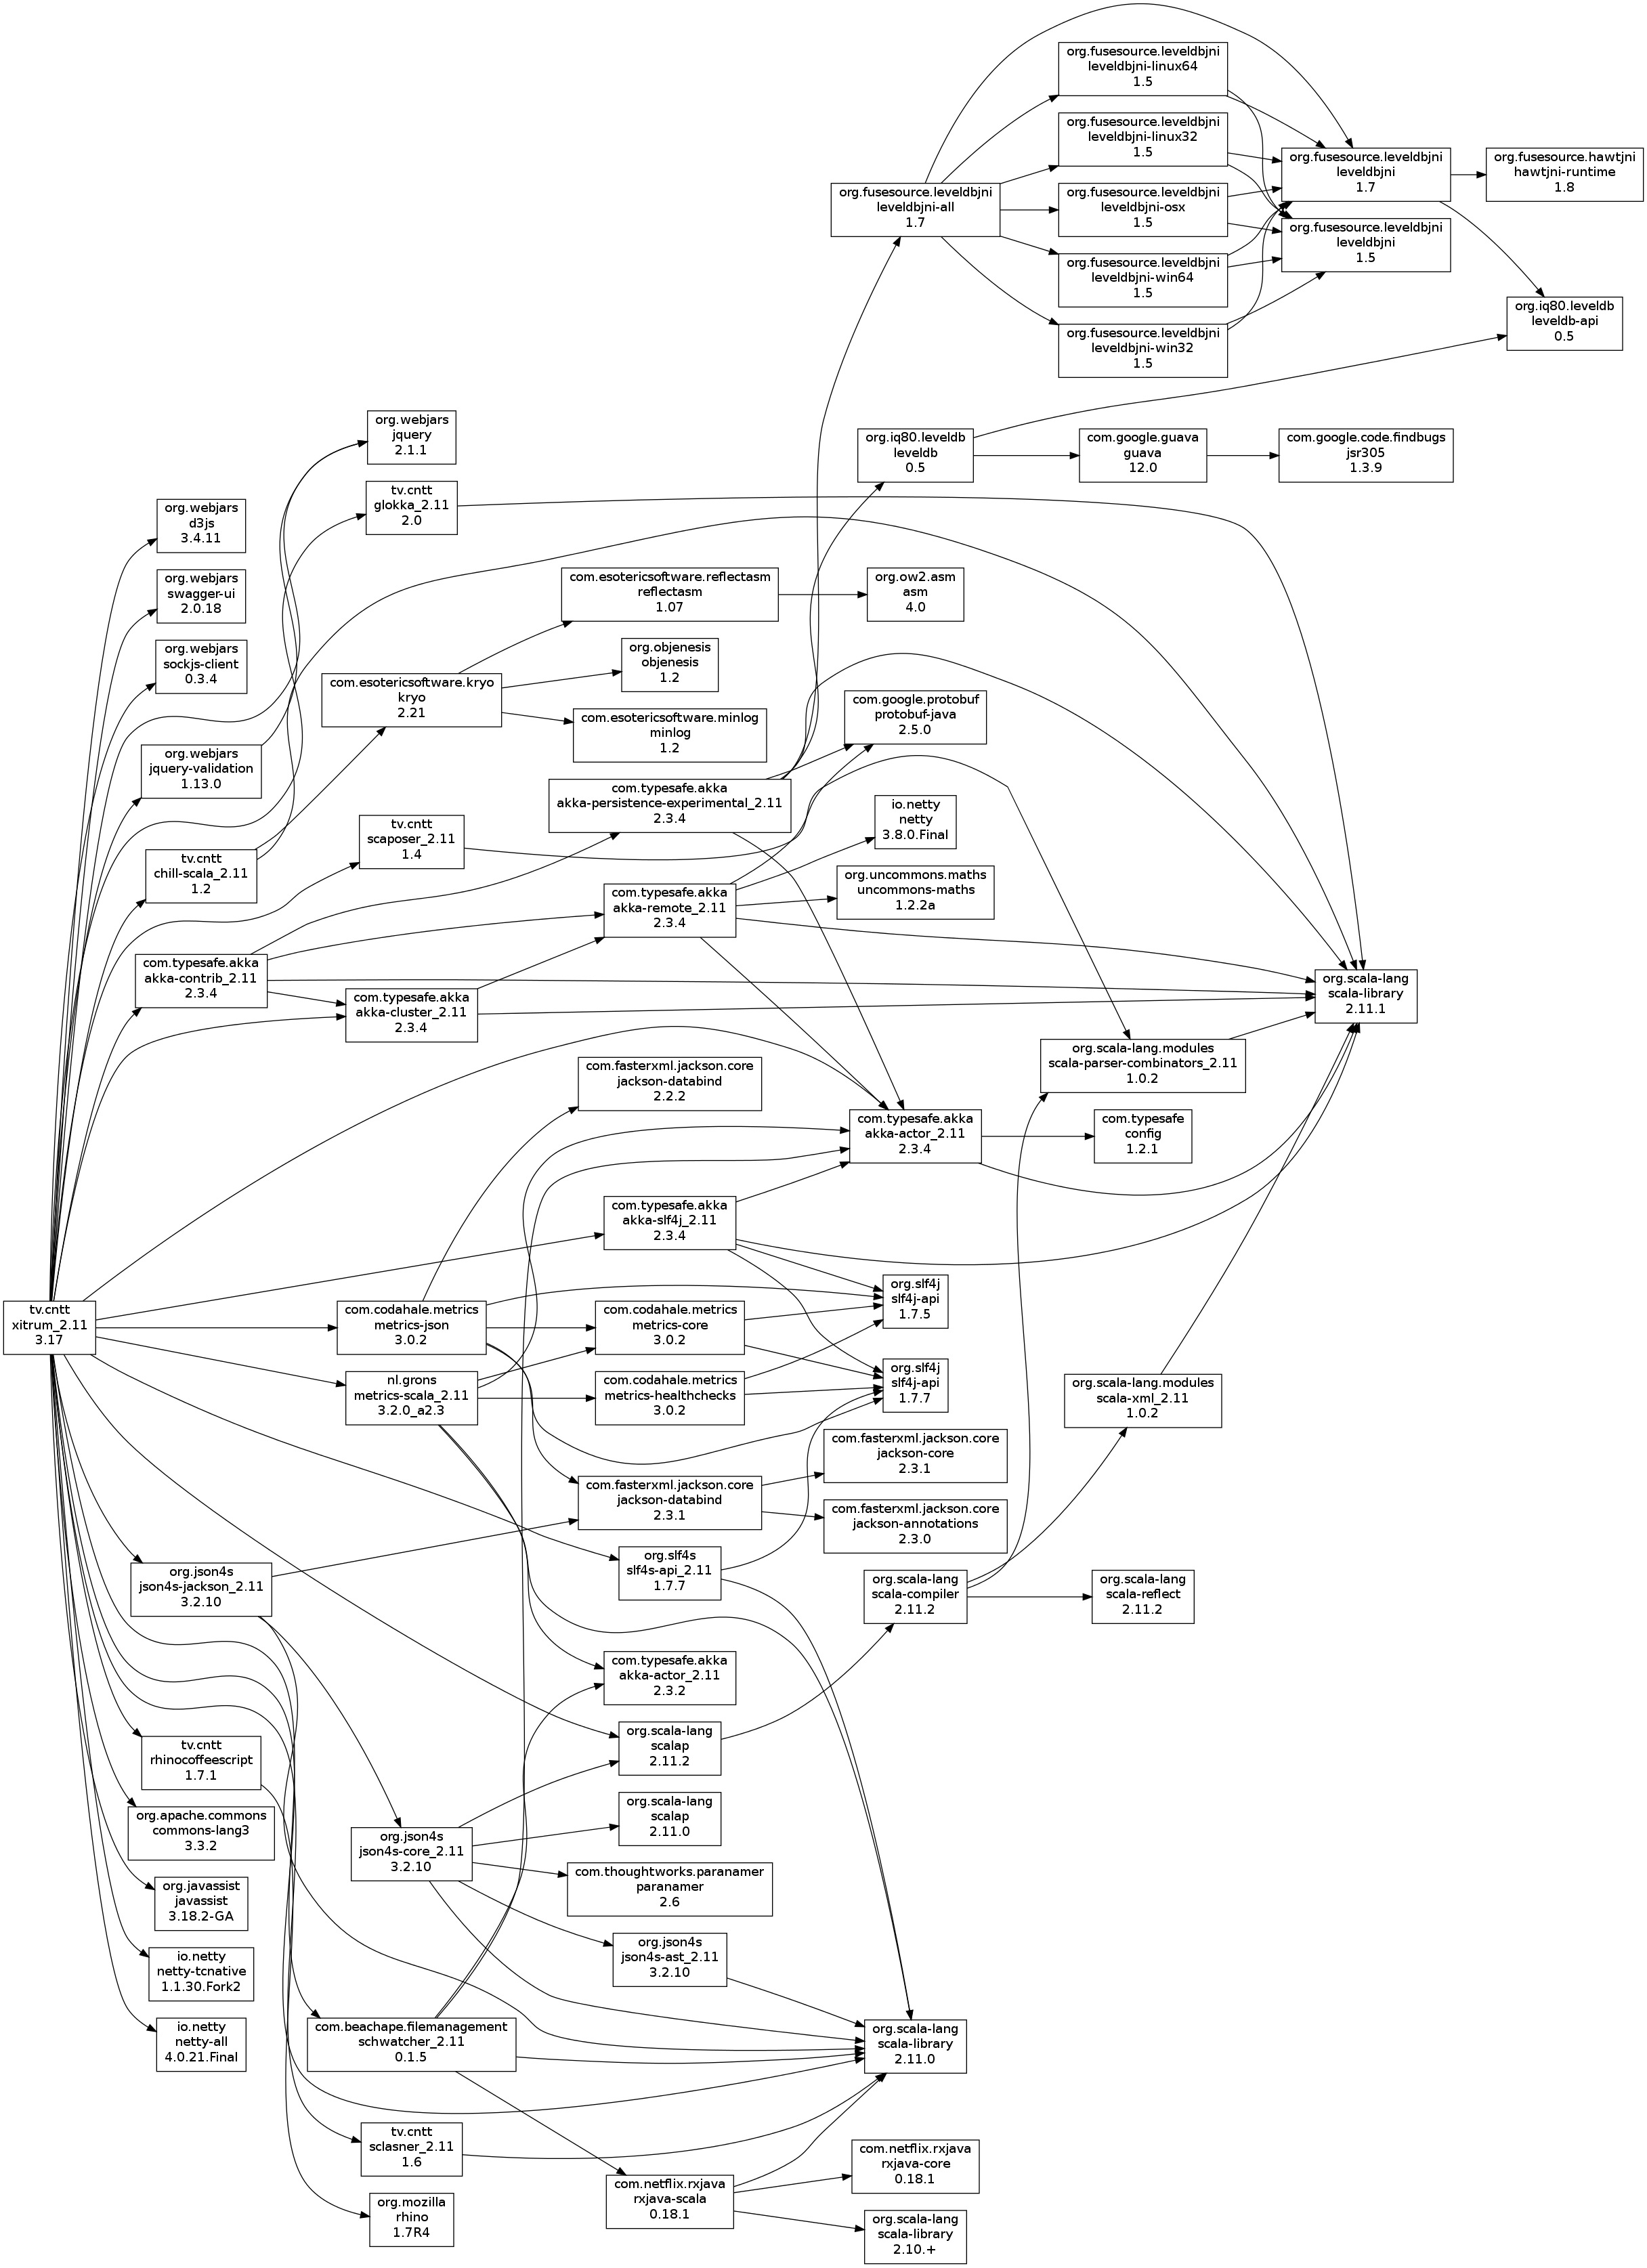 org.fusesource.leveldbjni
leveldbjni-linux64
1.5
org.fusesource.leveldbjni
leveldbjni-linux32
1.5
org.fusesource.leveldbjni
leveldbjni
1.7
org.fusesource.hawtjni
hawtjni-runtime
1.8
org.fusesource.leveldbjni
leveldbjni-all
1.7
org.fusesource.leveldbjni
leveldbjni-osx
1.5
org.fusesource.leveldbjni
leveldbjni
1.5
org.fusesource.leveldbjni
leveldbjni-win64
1.5
org.iq80.leveldb
leveldb-api
0.5
org.fusesource.leveldbjni
leveldbjni-win32
1.5
org.webjars
jquery
2.1.1
org.iq80.leveldb
leveldb
0.5
com.google.guava
guava
12.0
com.google.code.findbugs
jsr305
1.3.9
tv.cntt
glokka_2.11
2.0
org.webjars
d3js
3.4.11
org.webjars
swagger-ui
2.0.18
com.esotericsoftware.reflectasm
reflectasm
1.07
org.ow2.asm
asm
4.0
org.webjars
sockjs-client
0.3.4
org.objenesis
objenesis
1.2
com.esotericsoftware.kryo
kryo
2.21
com.google.protobuf
protobuf-java
2.5.0
com.esotericsoftware.minlog
minlog
1.2
org.webjars
jquery-validation
1.13.0
com.typesafe.akka
akka-persistence-experimental_2.11
2.3.4
io.netty
netty
3.8.0.Final
tv.cntt
scaposer_2.11
1.4
tv.cntt
chill-scala_2.11
1.2
org.uncommons.maths
uncommons-maths
1.2.2a
com.typesafe.akka
akka-remote_2.11
2.3.4
com.typesafe.akka
akka-contrib_2.11
2.3.4
org.scala-lang
scala-library
2.11.1
com.typesafe.akka
akka-cluster_2.11
2.3.4
org.scala-lang.modules
scala-parser-combinators_2.11
1.0.2
com.fasterxml.jackson.core
jackson-databind
2.2.2
com.typesafe.akka
akka-actor_2.11
2.3.4
com.typesafe
config
1.2.1
com.typesafe.akka
akka-slf4j_2.11
2.3.4
org.slf4j
slf4j-api
1.7.5
tv.cntt
xitrum_2.11
3.17
com.codahale.metrics
metrics-json
3.0.2
com.codahale.metrics
metrics-core
3.0.2
org.slf4j
slf4j-api
1.7.7
nl.grons
metrics-scala_2.11
3.2.0_a2.3
com.codahale.metrics
metrics-healthchecks
3.0.2
org.scala-lang.modules
scala-xml_2.11
1.0.2
com.fasterxml.jackson.core
jackson-core
2.3.1
com.fasterxml.jackson.core
jackson-databind
2.3.1
com.fasterxml.jackson.core
jackson-annotations
2.3.0
org.slf4s
slf4s-api_2.11
1.7.7
org.json4s
json4s-jackson_2.11
3.2.10
org.scala-lang
scala-compiler
2.11.2
org.scala-lang
scala-reflect
2.11.2
com.typesafe.akka
akka-actor_2.11
2.3.2
org.scala-lang
scalap
2.11.2
tv.cntt
rhinocoffeescript
1.7.1
org.scala-lang
scalap
2.11.0
org.apache.commons
commons-lang3
3.3.2
org.json4s
json4s-core_2.11
3.2.10
com.thoughtworks.paranamer
paranamer
2.6
org.javassist
javassist
3.18.2-GA
org.json4s
json4s-ast_2.11
3.2.10
io.netty
netty-tcnative
1.1.30.Fork2
io.netty
netty-all
4.0.21.Final
com.beachape.filemanagement
schwatcher_2.11
0.1.5
org.scala-lang
scala-library
2.11.0
tv.cntt
sclasner_2.11
1.6
com.netflix.rxjava
rxjava-core
0.18.1
com.netflix.rxjava
rxjava-scala
0.18.1
org.mozilla
rhino
1.7R4
org.scala-lang
scala-library
2.10.+